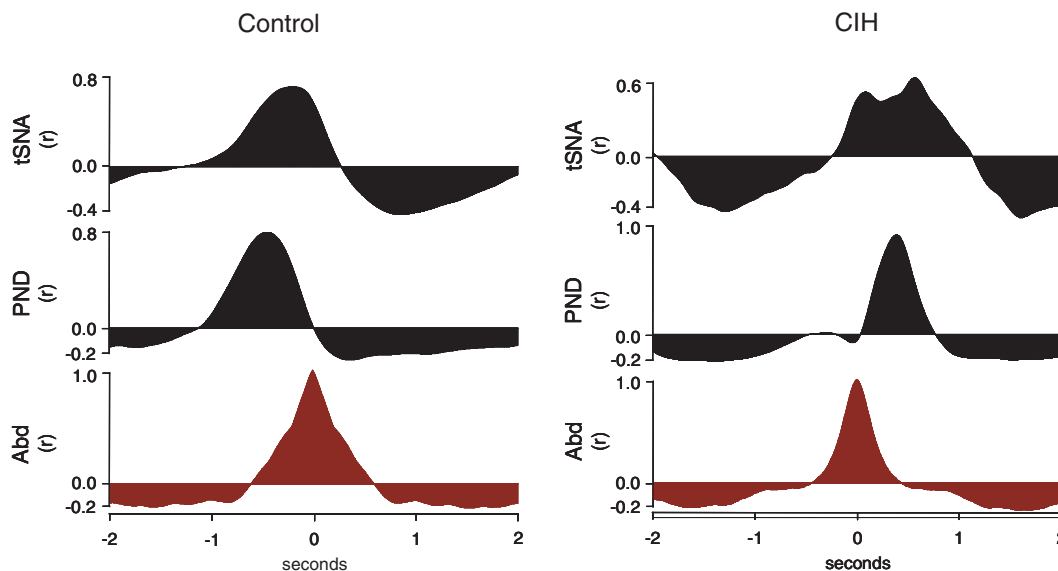 Control
CIH
0.8
0.0
-0.4
tSNA
(r)
0.8
0.0
-0.2
PND
(r)
1.0
0.0
-0.2
Abd
(r)
-2 -1 0 1 2
seconds
0.6
0.0
-0.4
tSNA
(r)
1.0
0.0
-0.2
PND
(r)
1.0
0.0
-0.2
Abd
(r)
-2 -1 0 1 2
seconds